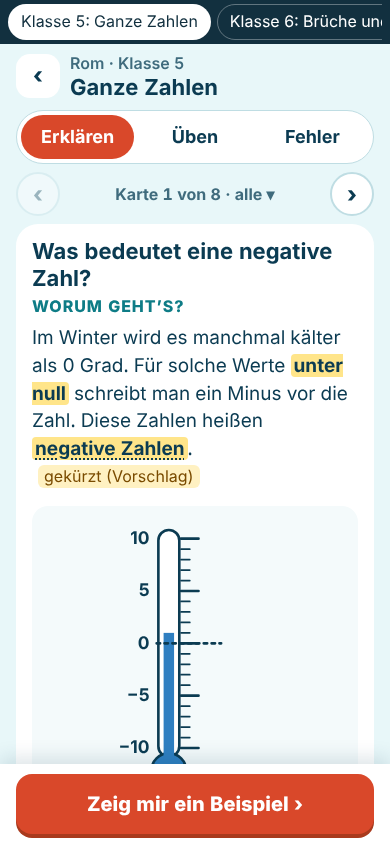 Klasse 5: Ganze Zahlen
Klasse 6: Brüche und
‹
Rom · Klasse 5
Ganze Zahlen
Erklären
Üben
Fehler
‹
Karte 1 von 8 · alle ▾
›
Was bedeutet eine negative
Zahl?
WORUM GEHT’S?
Im Winter wird es manchmal kälter
als 0 Grad. Für solche Werte unter
null schreibt man ein Minus vor die
Zahl. Diese Zahlen heißen
negative Zahlen.
gekürzt (Vorschlag)
10
5
0
−5
−10
Zeig mir ein Beispiel ›